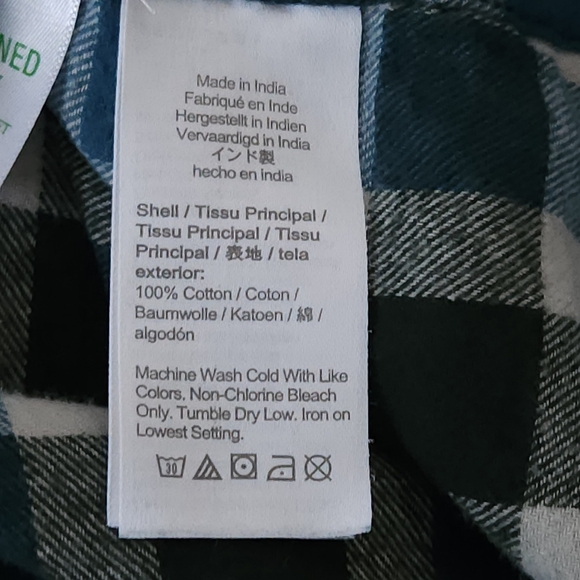 NED
Made in India
Fabriqué en Inde
Hergestellt in Indien
Vervaardigd in India
インド製
hecho en india
Shell / Tissu Principal /
Tissu Principal / Tissu
Principal / 表地 / tela
exterior:
100% Cotton / Coton /
Baumwolle / Katoen / 綿 /
algodón
Machine Wash Cold With Like
Colors. Non-Chlorine Bleach
Only. Tumble Dry Low. Iron on
Lowest Setting.
30